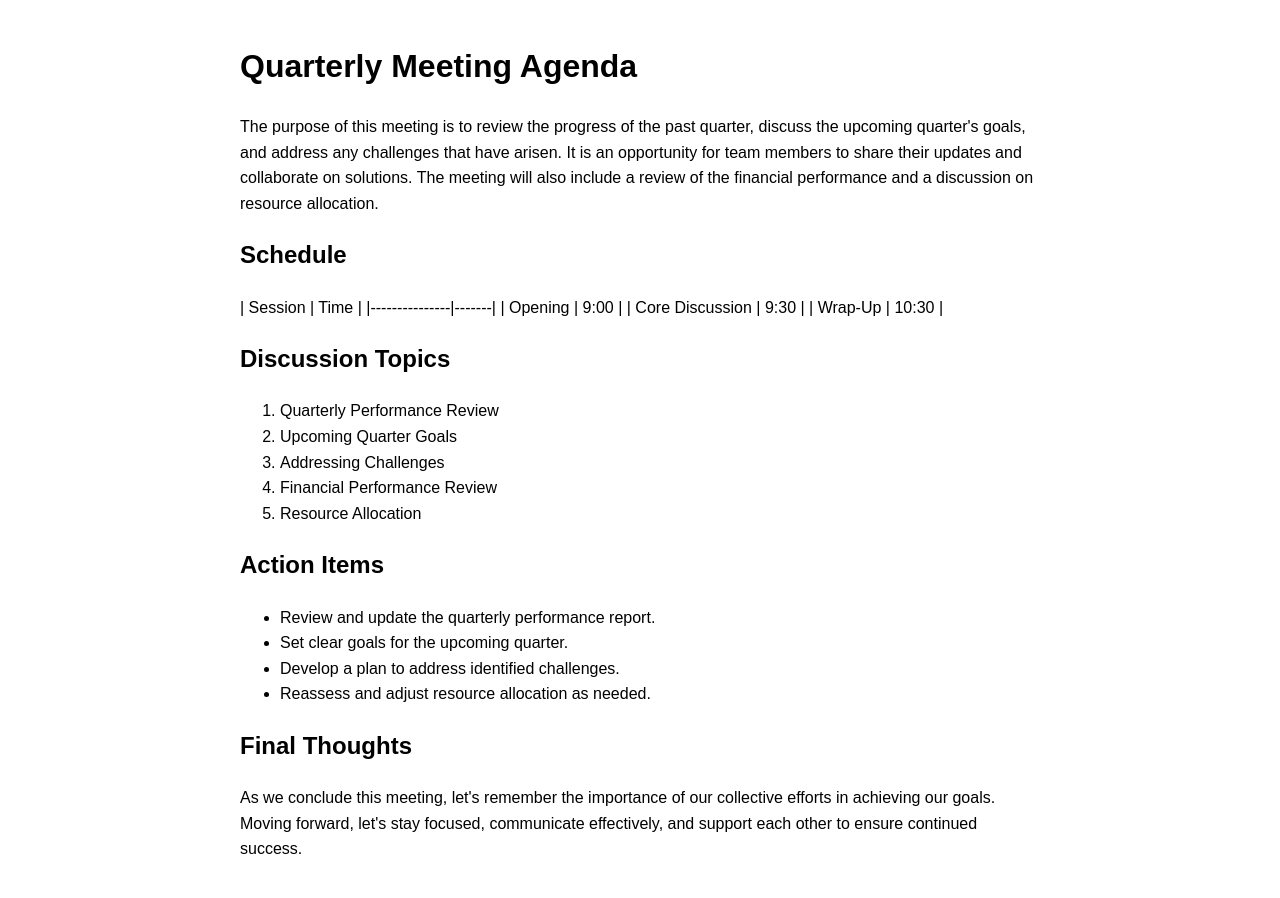 Quarterly Meeting Agenda
The purpose of this meeting is to review the progress of the past quarter, discuss the upcoming quarter's goals,
and address any challenges that have arisen. It is an opportunity for team members to share their updates and
collaborate on solutions. The meeting will also include a review of the financial performance and a discussion on
resource allocation.
Schedule
| Session | Time | |---------------|-------| | Opening | 9:00 | | Core Discussion | 9:30 | | Wrap-Up | 10:30 |
Discussion Topics
1. Quarterly Performance Review
2. Upcoming Quarter Goals
3. Addressing Challenges
4. Financial Performance Review
5. Resource Allocation
Action Items
• Review and update the quarterly performance report.
• Set clear goals for the upcoming quarter.
• Develop a plan to address identified challenges.
• Reassess and adjust resource allocation as needed.
Final Thoughts
As we conclude this meeting, let's remember the importance of our collective efforts in achieving our goals.
Moving forward, let's stay focused, communicate effectively, and support each other to ensure continued
success.